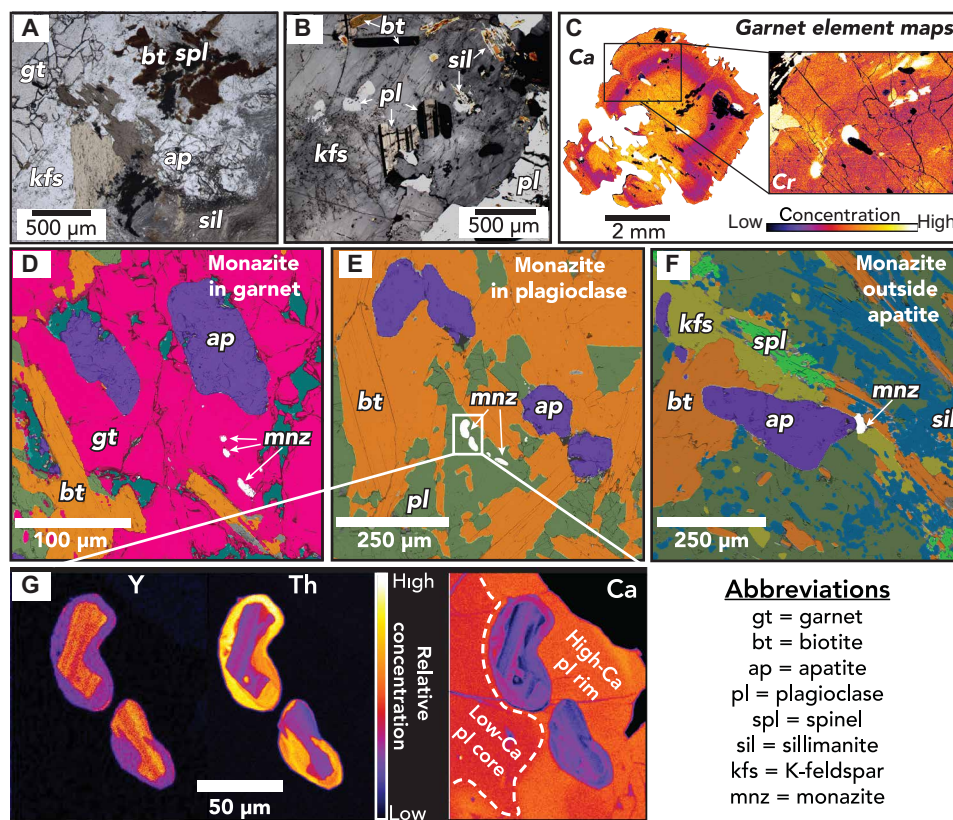 A
gt
bt
spl
kfs
ap
sil
500 µm
B
bt
sil
pl
kfs
pl
500 µm
C
Garnet element maps
Ca
Cr
2 mm
Low
Concentration
High
D
Monazite
in garnet
ap
gt
mnz
bt
100 µm
E
Monazite
in plagioclase
bt
mnz
ap
pl
250 µm
F
Monazite
outside
apatite
kfs
spl
mnz
bt
ap
sil
250 µm
G
Y
Th
50 µm
High
Relative
concentration
Low
Ca
High-Ca
pl rim
Low-Ca
pl core
Abbreviations
gt = garnet
bt = biotite
ap = apatite
pl = plagioclase
spl = spinel
sil = sillimanite
kfs = K-feldspar
mnz = monazite